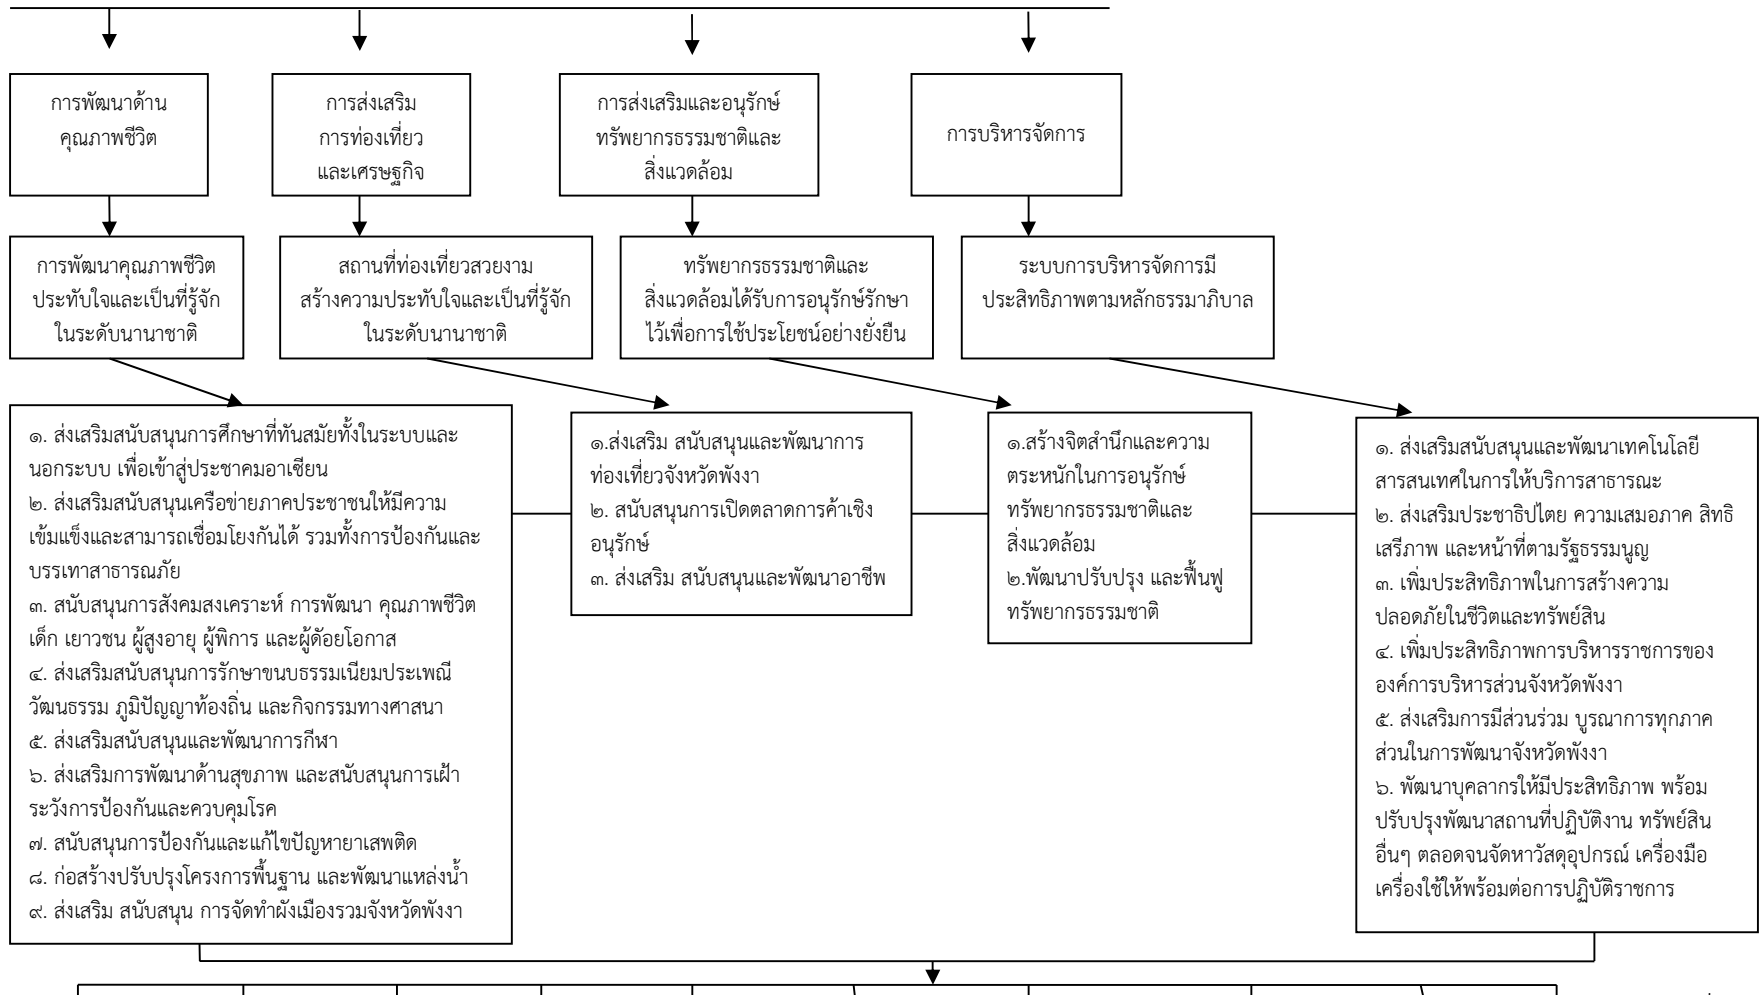 การพัฒนาด้าน
คุณภาพชีวิต
การส่งเสริม
การท่องเที่ยว
และเศรษฐกิจ
การส่งเสริมและอนุรักษ์
ทรัพยากรธรรมชาติและ
สิ่งแวดล้อม
การบริหารจัดการ
การพัฒนาคุณภาพชีวิต
ประทับใจและเป็นที่รู้จัก
ในระดับนานาชาติ
สถานที่ท่องเที่ยวสวยงาม
สร้างความประทับใจและเป็นที่รู้จัก
ในระดับนานาชาติ
ทรัพยากรธรรมชาติและ
สิ่งแวดล้อมได้รับการอนุรักษ์รักษา
ไว้เพื่อการใช้ประโยชน์อย่างยั่งยืน
ระบบการบริหารจัดการมี
ประสิทธิภาพตามหลักธรรมาภิบาล
๑. ส่งเสริมสนับสนุนการศึกษาที่ทันสมัยทั้งในระบบและ
นอกระบบ เพื่อเข้าสู่ประชาคมอาเซียน
๒. ส่งเสริมสนับสนุนเครือข่ายภาคประชาชนให้มีความ
เข้มแข็งและสามารถเชื่อมโยงกันได้ รวมทั้งการป้องกันและ
บรรเทาสาธารณภัย
๓. สนับสนุนการสังคมสงเคราะห์ การพัฒนา คุณภาพชีวิต
เด็ก เยาวชน ผู้สูงอายุ ผู้พิการ และผู้ด้อยโอกาส
๔. ส่งเสริมสนับสนุนการรักษาขนบธรรมเนียมประเพณี
วัฒนธรรม ภูมิปัญญาท้องถิ่น และกิจกรรมทางศาสนา
๕. ส่งเสริมสนับสนุนและพัฒนาการกีฬา
๖. ส่งเสริมการพัฒนาด้านสุขภาพ และสนับสนุนการเฝ้า
ระวังการป้องกันและควบคุมโรค
๗. สนับสนุนการป้องกันและแก้ไขปัญหายาเสพติด
๘. ก่อสร้างปรับปรุงโครงการพื้นฐาน และพัฒนาแหล่งน้ำ
๙. ส่งเสริม สนับสนุน การจัดทำผังเมืองรวมจังหวัดพังงา
๑.ส่งเสริม สนับสนุนและพัฒนาการ
ท่องเที่ยวจังหวัดพังงา
๒. สนับสนุนการเปิดตลาดการค้าเชิง
อนุรักษ์
๓. ส่งเสริม สนับสนุนและพัฒนาอาชีพ
๑.สร้างจิตสำนึกและความ
ตระหนักในการอนุรักษ์
ทรัพยากรธรรมชาติและ
สิ่งแวดล้อม
๒.พัฒนาปรับปรุง และฟื้นฟู
ทรัพยากรธรรมชาติ
๑. ส่งเสริมสนับสนุนและพัฒนาเทคโนโลยี
สารสนเทศในการให้บริการสาธารณะ
๒. ส่งเสริมประชาธิปไตย ความเสมอภาค สิทธิ
เสรีภาพ และหน้าที่ตามรัฐธรรมนูญ
๓. เพิ่มประสิทธิภาพในการสร้างความ
ปลอดภัยในชีวิตและทรัพย์สิน
๔. เพิ่มประสิทธิภาพการบริหารราชการของ
องค์การบริหารส่วนจังหวัดพังงา
๕. ส่งเสริมการมีส่วนร่วม บูรณาการทุกภาค
ส่วนในการพัฒนาจังหวัดพังงา
๖. พัฒนาบุคลากรให้มีประสิทธิภาพ พร้อม
ปรับปรุงพัฒนาสถานที่ปฏิบัติงาน ทรัพย์สิน
อื่นๆ ตลอดจนจัดหาวัสดุอุปกรณ์ เครื่องมือ
เครื่องใช้ให้พร้อมต่อการปฏิบัติราชการ